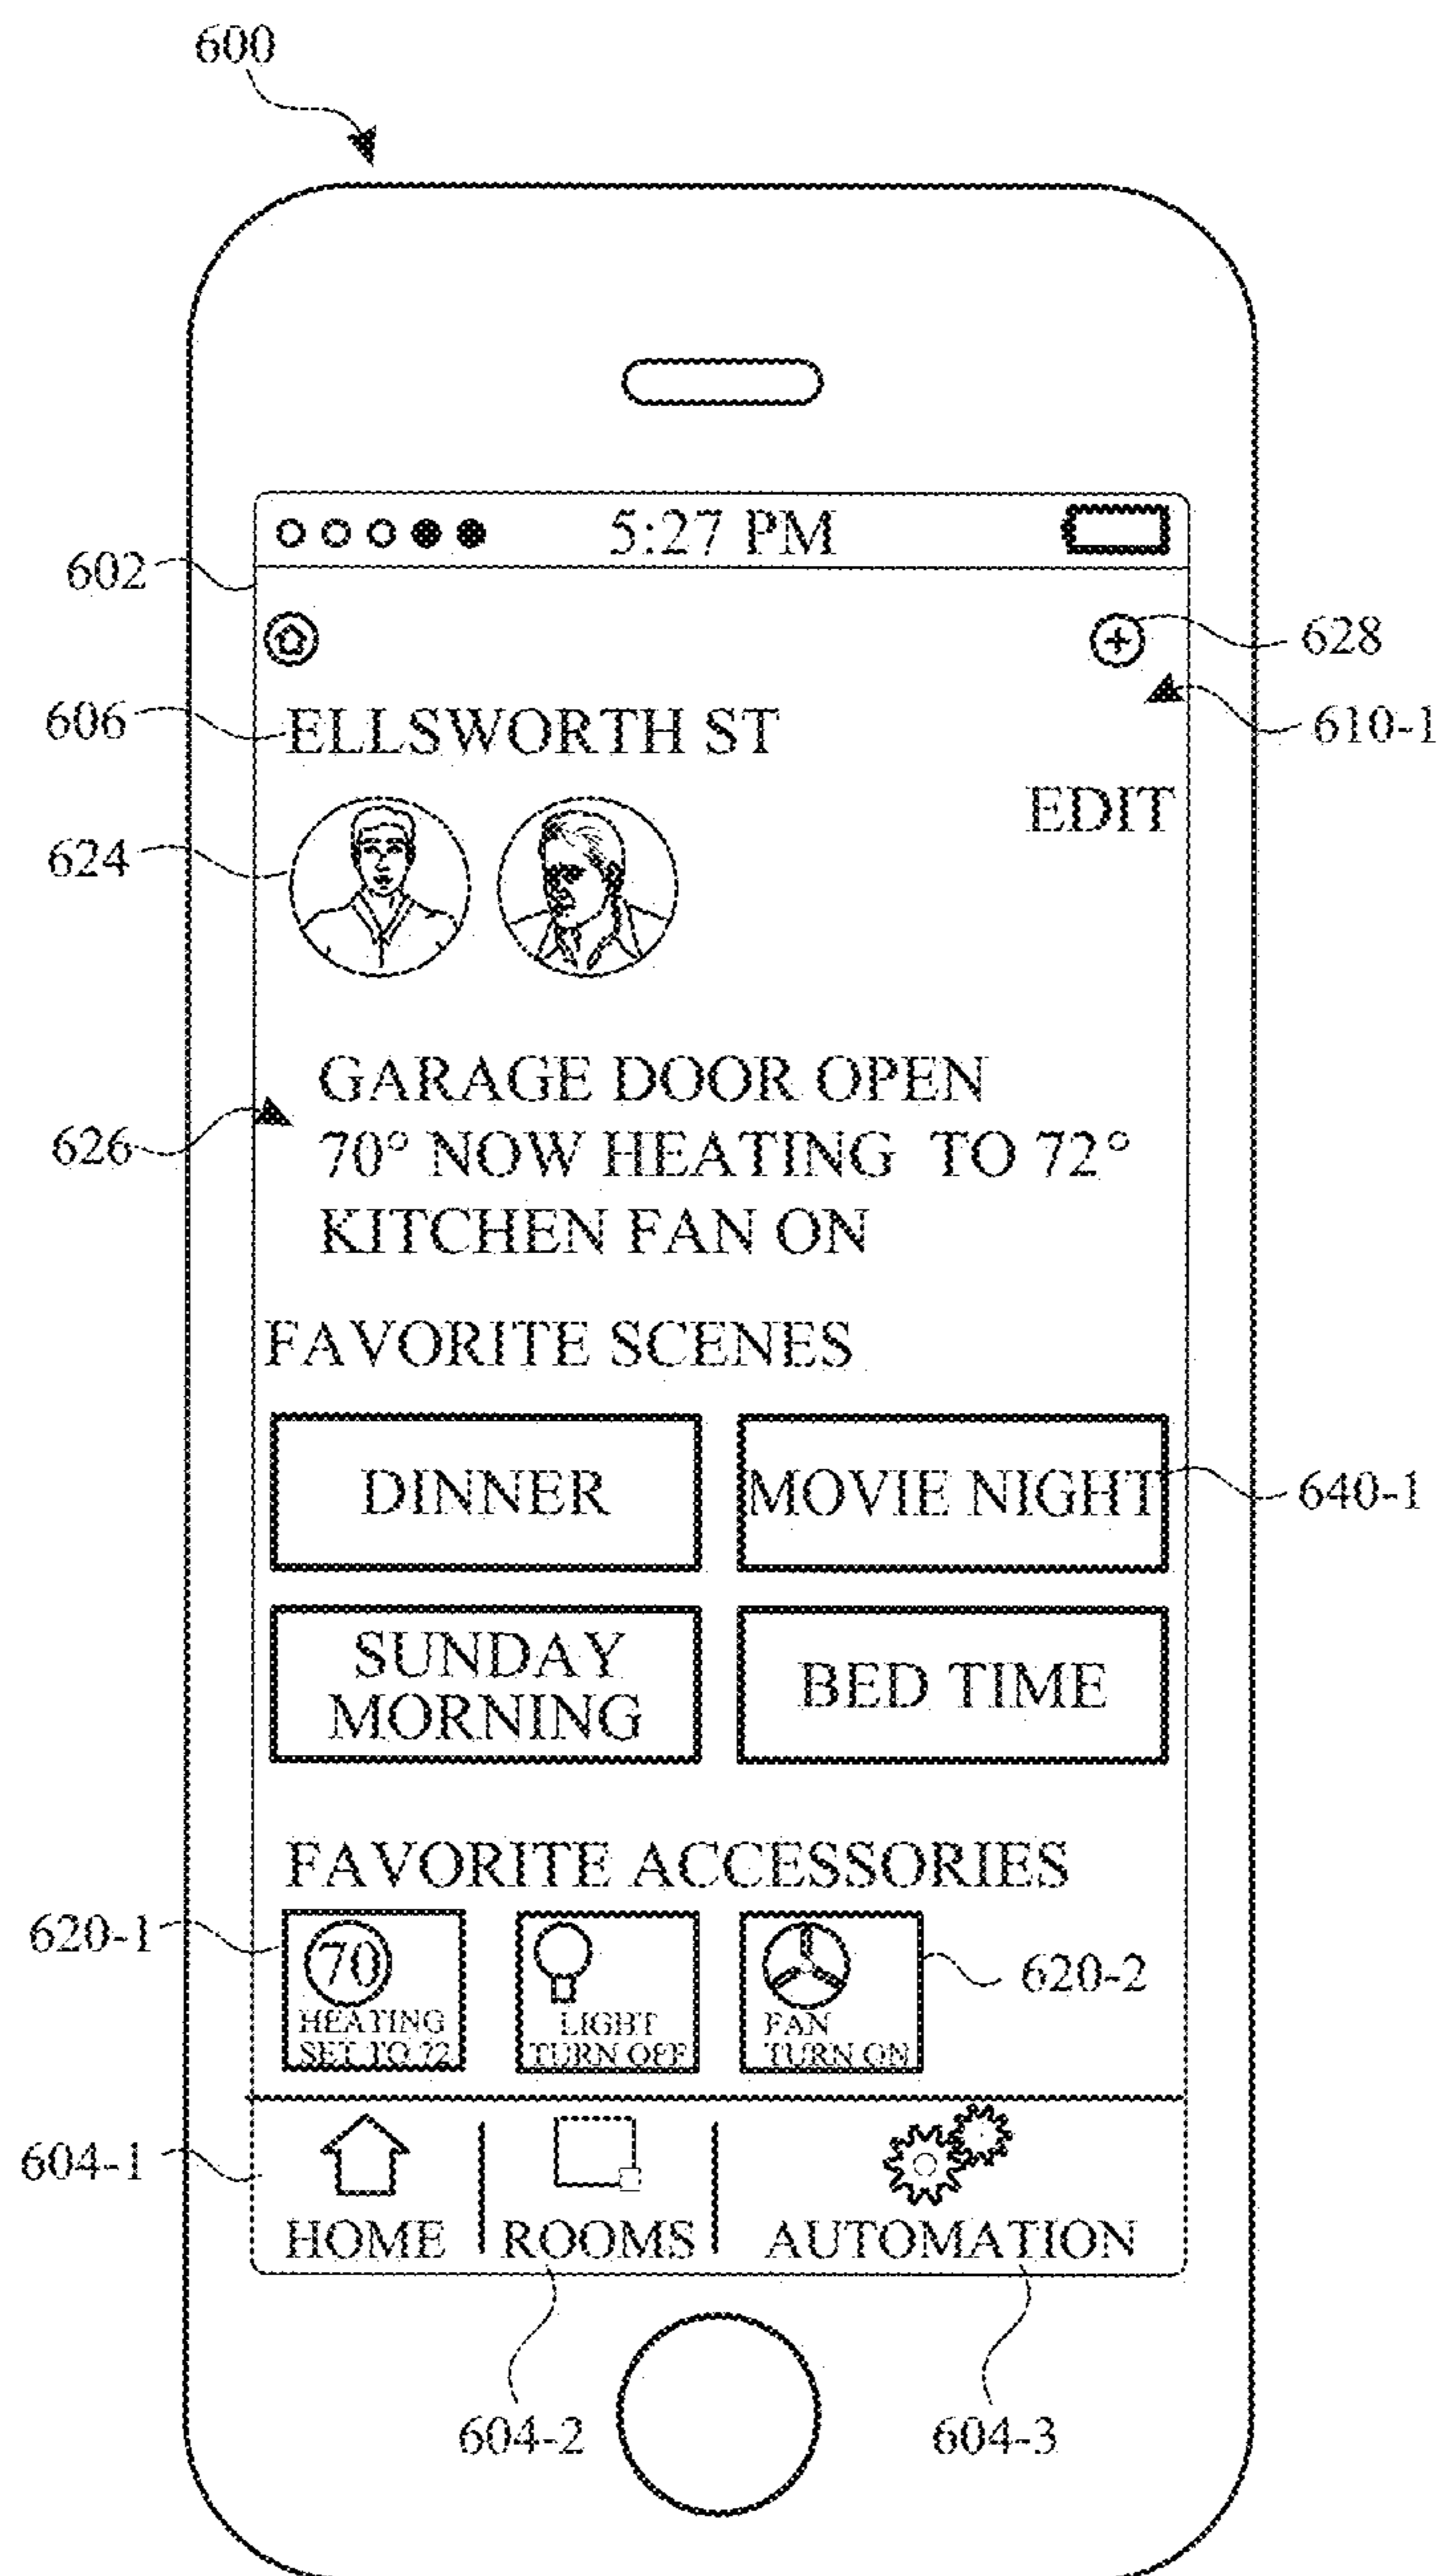 600
5:27 PM
602
628
606
ELLSWORTH ST
610-1
EDIT
624
GARAGE DOOR OPEN
626
70° NOW HEATING TO 72°
KITCHEN FAN ON
FAVORITE SCENES
DINNER
MOVIE NIGHT
640-1
SUNDAY
MORNING
BED TIME
FAVORITE ACCESSORIES
620-1
70
HEATING
SET TO 72
LIGHT
TURN OFF
FAN
TURN ON
620-2
604-1
HOME
ROOMS
AUTOMATION
604-2
604-3